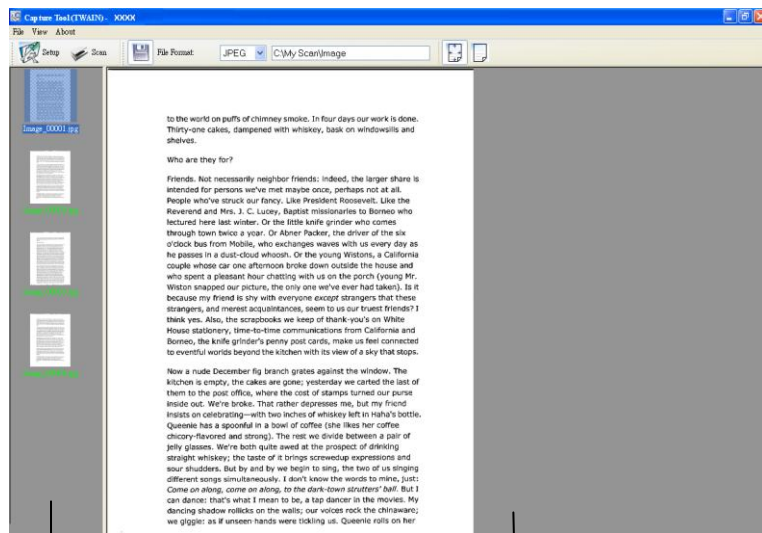 Capture Tool(TWAIN)- XXXX
File View About
Setup Scan File Format: JPEG C:\My Scan\Image
Image_00001.jpg
to the world on puffs of chimney smoke. In four days our work is done.
Thirty-one cakes, dampened with whiskey, bask on windowsills and
shelves.
Who are they for?
Friends. Not necessarily neighbor friends: indeed, the larger share is
intended for persons we've met maybe once, perhaps not at all.
People who've struck our fancy. Like President Roosevelt. Like the
Reverend and Mrs. J. C. Lucey, Baptist missionaries to Borneo who
lectured here last winter. Or the little knife grinder who comes
through town twice a year. Or Abner Packer, the driver of the six
o'clock bus from Mobile, who exchanges waves with us every day as
he passes in a dust-cloud whoosh. Or the young Wistons, a California
couple whose car one afternoon broke down outside the house and
who spent a pleasant hour chatting with us on the porch (young Mr.
Wiston snapped our picture, the only one we've ever had taken). Is it
because my friend is shy with everyone except strangers that these
strangers, and merest acquaintances, seem to us our truest friends? I
think yes. Also, the scrapbooks we keep of thank-you's on White
House stationery, time-to-time communications from California and
Borneo, the knife grinder's penny post cards, make us feel connected
to eventful worlds beyond the kitchen with its view of a sky that stops.
Now a nude December fig branch grates against the window. The
kitchen is empty, the cakes are gone; yesterday we carted the last of
them to the post office, where the cost of stamps turned our purse
inside out. We're broke. That rather depresses me, but my friend
insists on celebrating—with two inches of whiskey left in Haha's bottle.
Queenie has a spoonful in a bowl of coffee (she likes her coffee
chicory-flavored and strong). The rest we divide between a pair of
jelly glasses. We're both quite awed at the prospect of drinking
straight whiskey; the taste of it brings screwedup expressions and
sour shudders. But by and by we begin to sing, the two of us singing
different songs simultaneously. I don't know the words to mine, just:
Come on along, come on along, to the dark-town strutters' ball. But I
can dance: that's what I mean to be, a tap dancer in the movies. My
dancing shadow rollicks on the walls; our voices rock the chinaware;
we giggle: as if unseen hands were tickling us. Queenie rolls on her